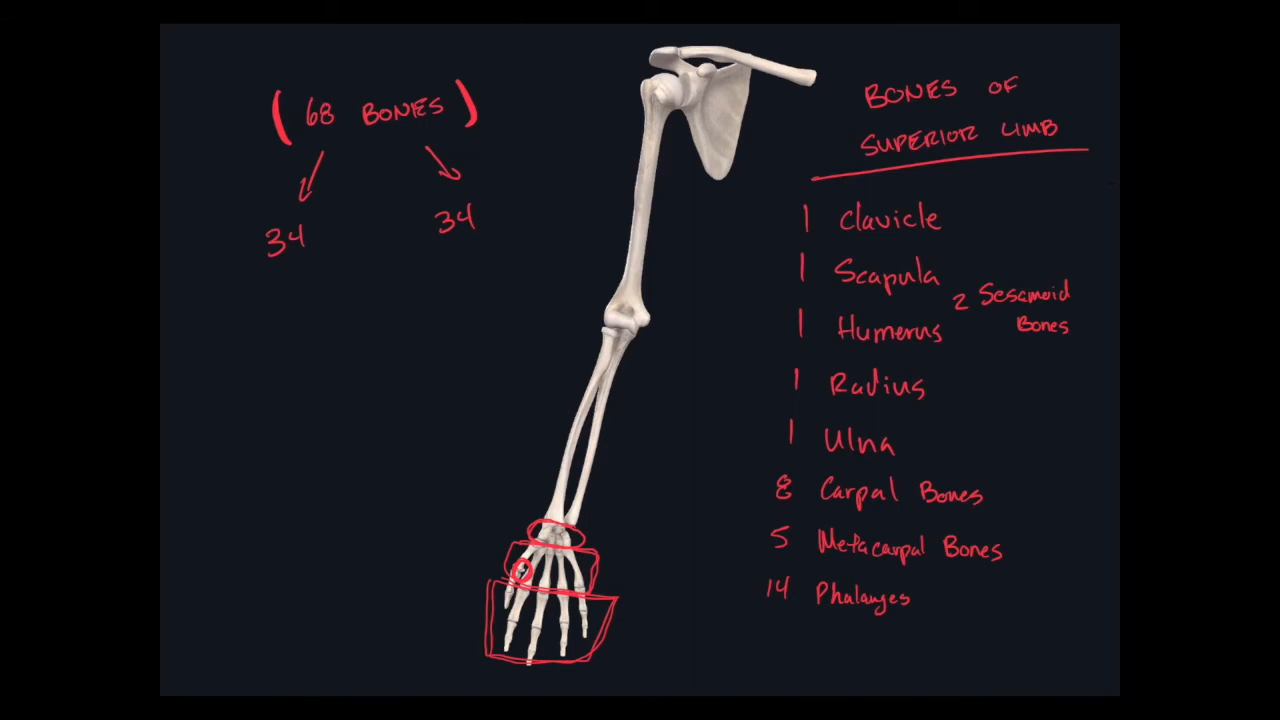 ( 68 BONES )
34 34
BONES OF
SUPERIOR LIMB
1 Clavicle
1 Scapula
2 Sesamoid
Bones
1 Humerus
1 Radius
1 Ulna
8 Carpal Bones
5 Metacarpal Bones
14 Phalanges